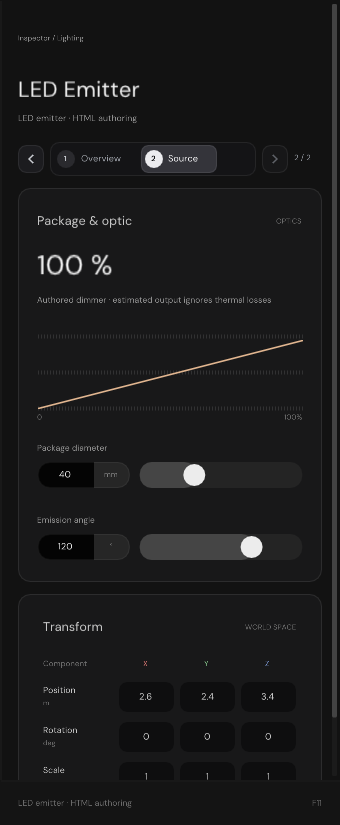 Inspector / Lighting
LED Emitter
LED emitter · HTML authoring
1 Overview 2 Source 2 / 2
Package & optic OPTICS
100 %
Authored dimmer · estimated output ignores thermal losses
0 100%
Package diameter
40 mm
Emission angle
120 °
Transform WORLD SPACE
Component X Y Z
Position 2.6 2.4 3.4
m
Rotation 0 0 0
deg
Scale 1 1 1
LED emitter · HTML authoring F11